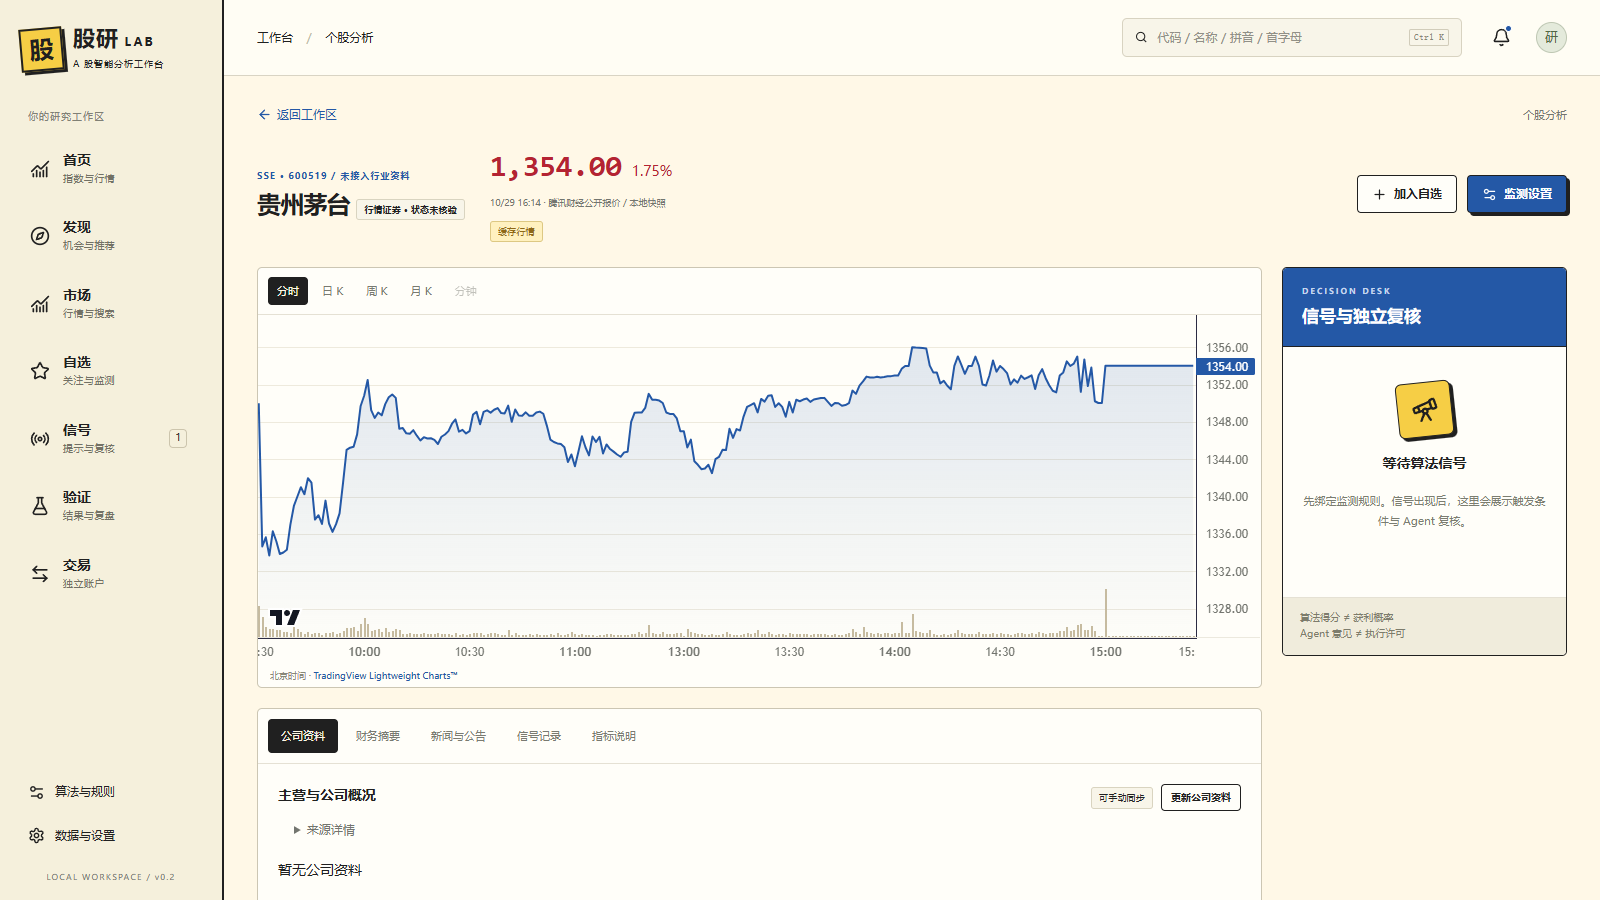 股
股研 LAB
A 股智能分析工作台
你的研究工作区
首页
指数与行情
发现
机会与推荐
市场
行情与搜索
自选
关注与监测
信号
提示与复核
1
验证
结果与复盘
交易
独立账户
算法与规则
数据与设置
LOCAL WORKSPACE / v0.2
工作台 / 个股分析
代码 / 名称 / 拼音 / 首字母
Ctrl K
研
返回工作区
个股分析
SSE • 600519 / 未接入行业资料
贵州茅台
行情证券 • 状态未核验
1,354.00 1.75%
10/29 16:14 · 腾讯财经公开报价 / 本地快照
缓存行情
加入自选
监测设置
分时
日 K
周 K
月 K
分钟
1356.00
1354.00
1352.00
1348.00
1344.00
1340.00
1336.00
1332.00
1328.00
:30
10:00
10:30
11:00
13:00
13:30
14:00
14:30
15:00
15:
北京时间 · TradingView Lightweight Charts™
DECISION DESK
信号与独立复核
等待算法信号
先绑定监测规则。信号出现后，这里会展示触发条
件与 Agent 复核。
算法得分 ≠ 获利概率
Agent 意见 ≠ 执行许可
公司资料
财务摘要
新闻与公告
信号记录
指标说明
主营与公司概况
可手动同步
更新公司资料
来源详情
暂无公司资料